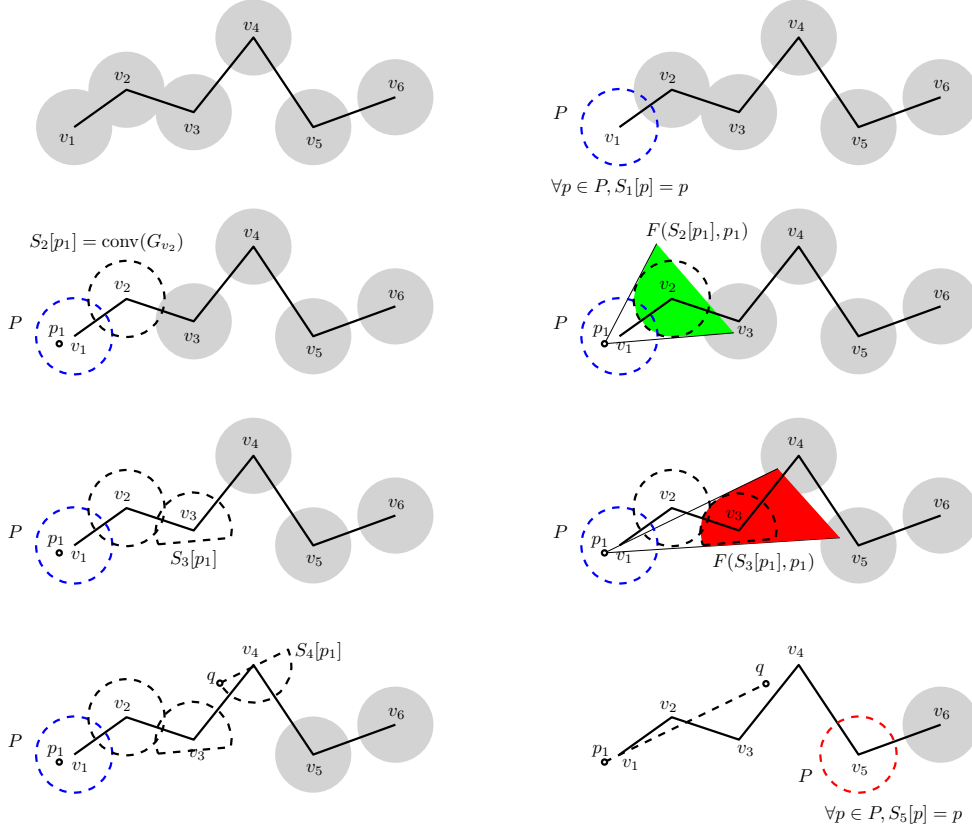 v₁ v₂ v₃ v₄ v₅ v₆
P v₁ v₂ v₃ v₄ v₅ v₆
∀p ∈ P, S₁[p] = p
S₂[p₁] = conv(G_{v₂})
P p₁ v₁ v₂ v₃ v₄ v₅ v₆
F(S₂[p₁], p₁)
P p₁ v₁ v₂ v₃ v₄ v₅ v₆
P p₁ v₁ v₂ v₃ v₄ v₅ v₆
S₃[p₁]
P p₁ v₁ v₂ v₃ v₄ v₅ v₆
F(S₃[p₁], p₁)
P p₁ v₁ v₂ v₃ q v₄ S₄[p₁] v₅ v₆
p₁ v₁ v₂ v₃ q v₄ P v₅ v₆
∀p ∈ P, S₅[p] = p